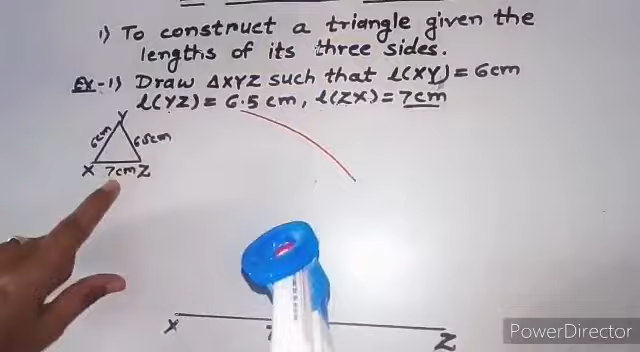 1) To construct a triangle given the
lengths of its three sides.
Ex-1) Draw ΔXYZ such that l(XY) = 6cm
l(YZ) = 6.5 cm, l(ZX) = 7cm
Y
6cm 6.5cm
X 7cm Z
X Z
PowerDirector